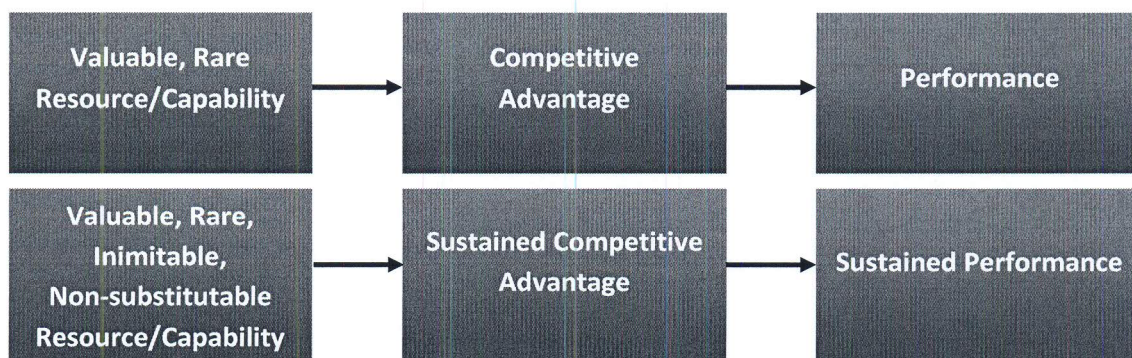 Valuable, Rare
Resource/Capability
Competitive
Advantage
Performance
Valuable, Rare,
Inimitable,
Non-substitutable
Resource/Capability
Sustained Competitive
Advantage
Sustained Performance